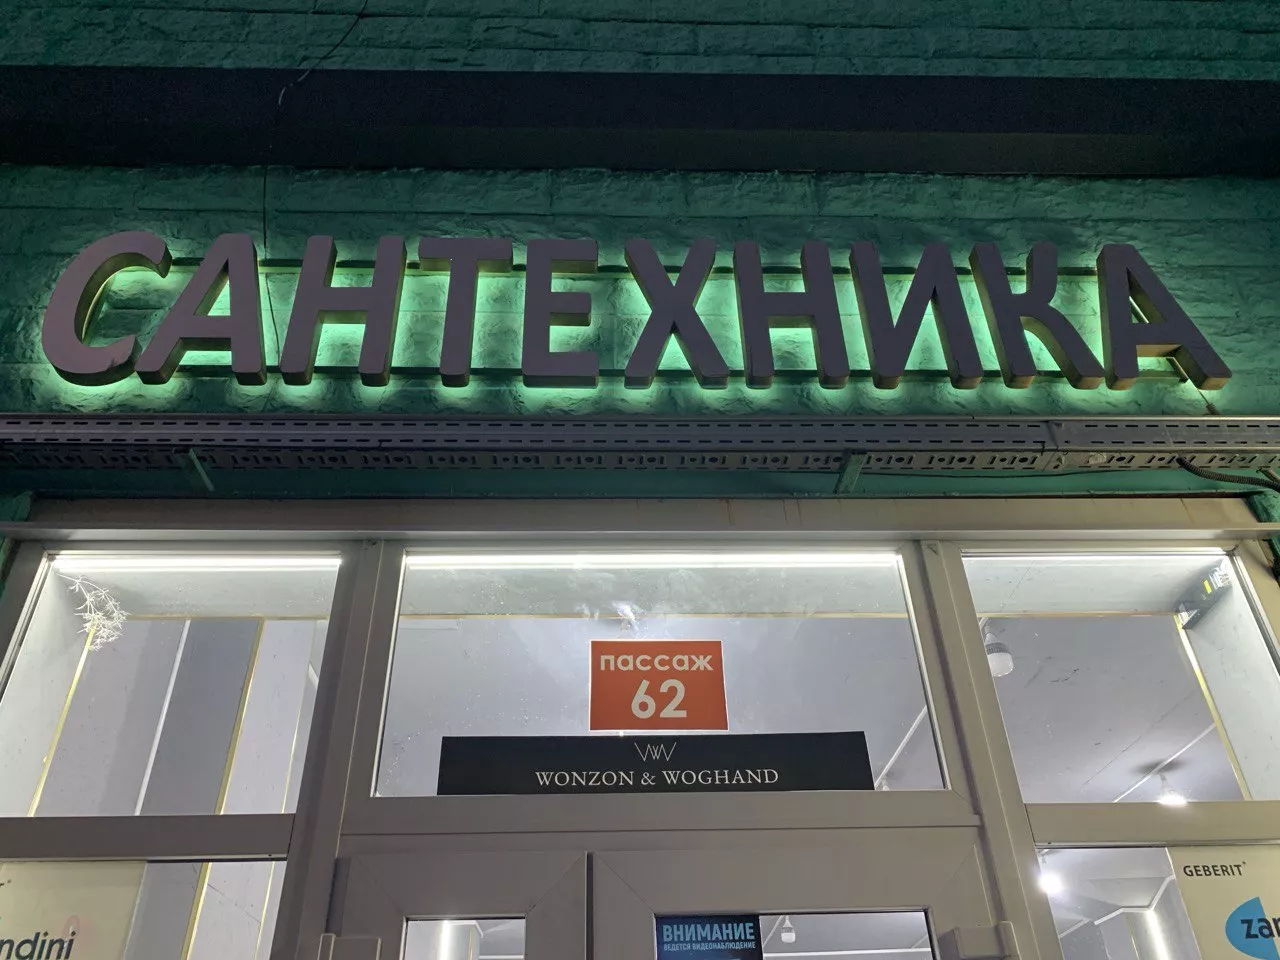 САНТЕХНИКА
пассаж
62
WONZON & WOGHAND
GEBERIT
ВНИМАНИЕ
ВЕДЕТСЯ ВИДЕОНАБЛЮДЕНИЕ